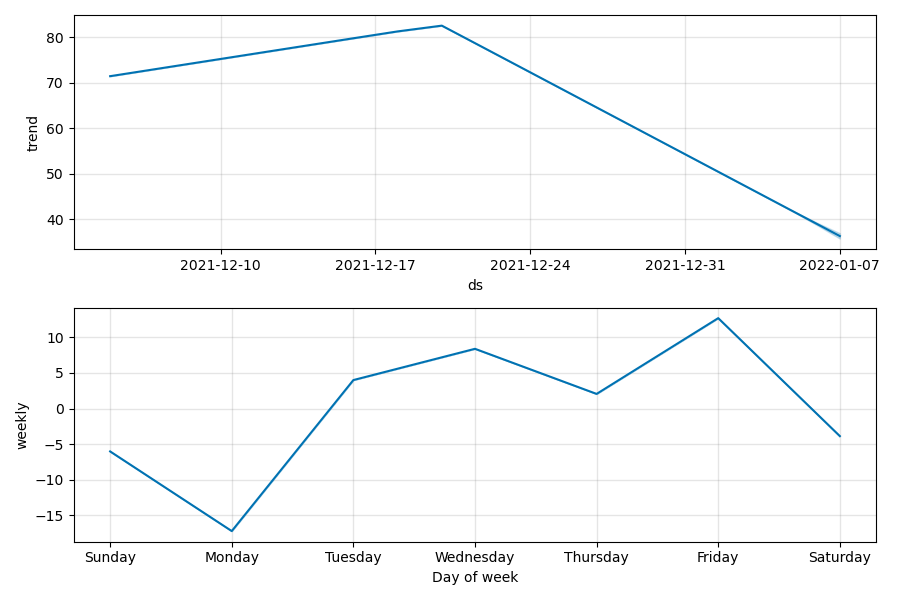 80
70
60
50
40
trend
2021-12-10 2021-12-17 2021-12-24 2021-12-31 2022-01-07
ds
10
5
0
−5
−10
−15
weekly
Sunday Monday Tuesday Wednesday Thursday Friday Saturday
Day of week